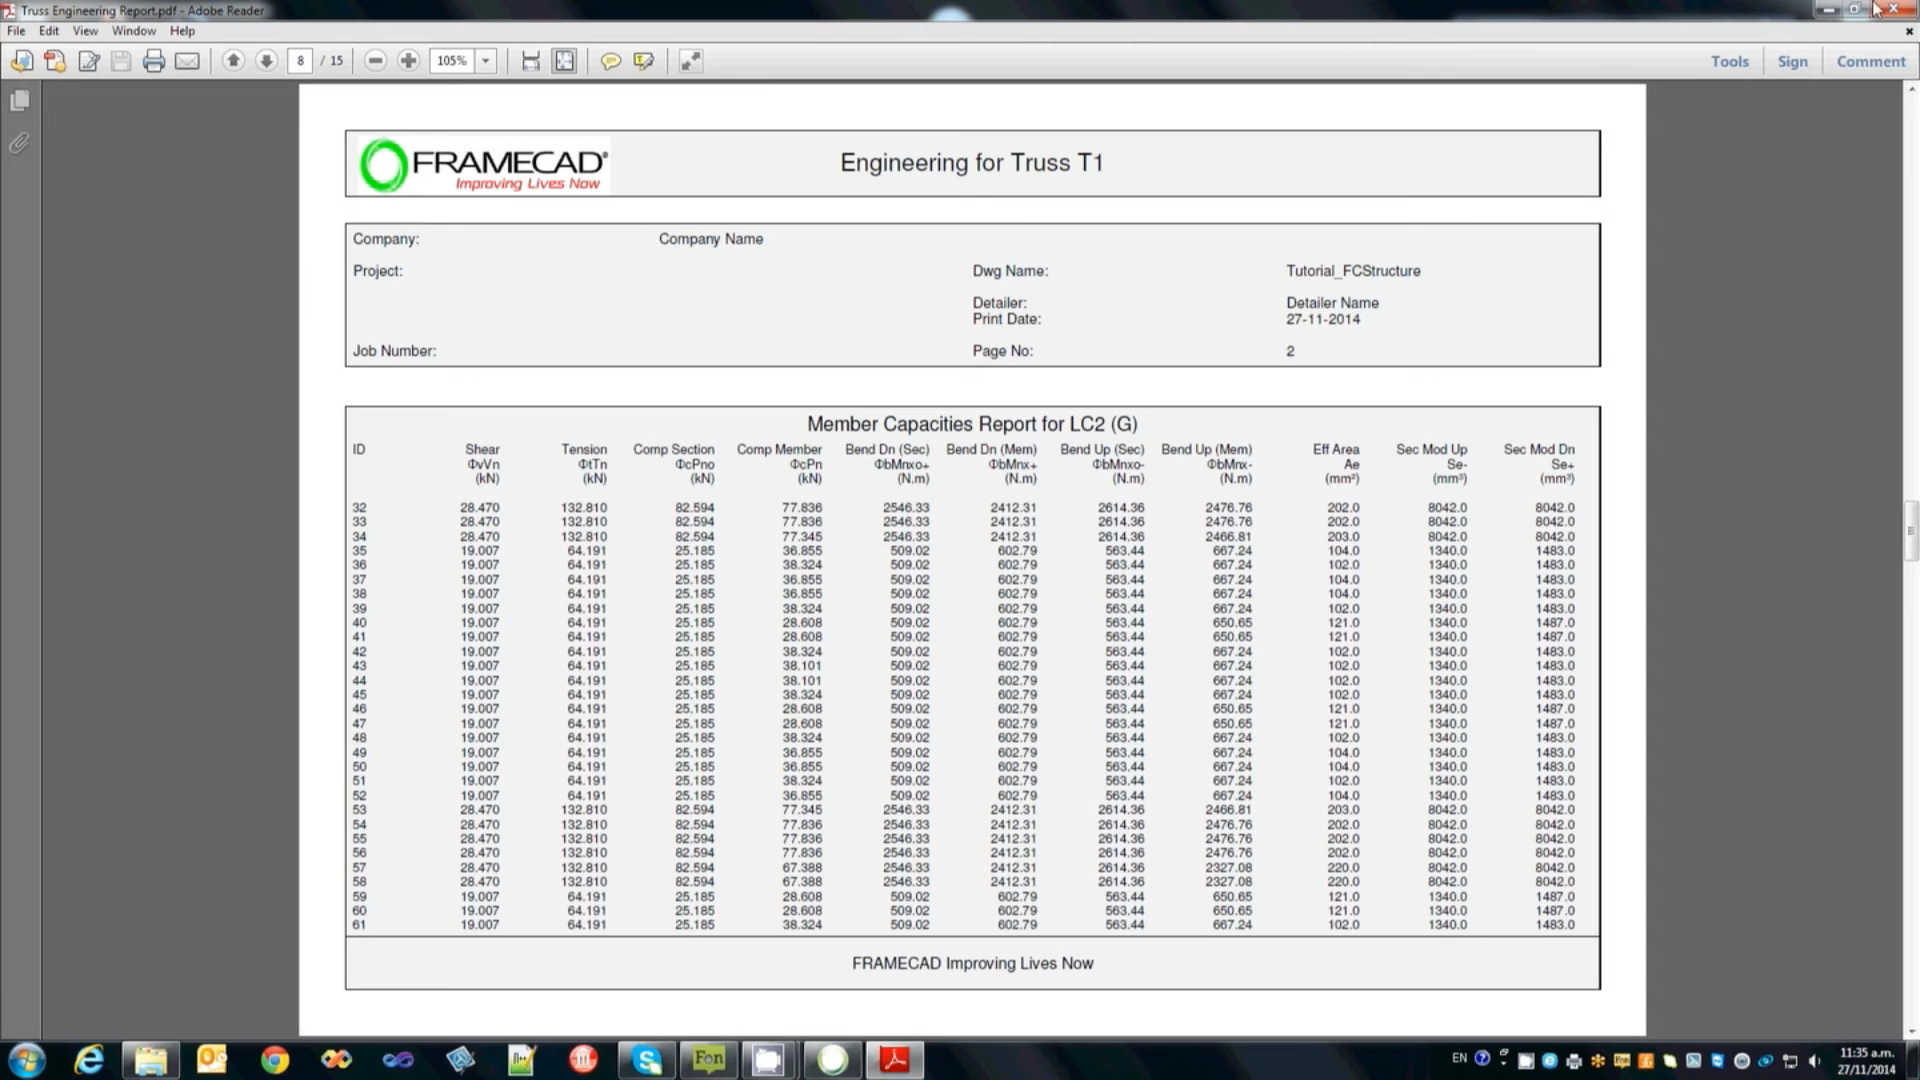 Truss Engineering Report.pdf - Adobe Reader
File Edit View Window Help
8 / 15 105% Tools Sign Comment
FRAMECAD®
Improving Lives Now
Engineering for Truss T1
Company: Company Name
Project: Dwg Name: Tutorial_FCStructure
Detailer: Detailer Name
Print Date: 27-11-2014
Job Number: Page No: 2
Member Capacities Report for LC2 (G)
ID Shear Tension Comp Section Comp Member Bend Dn (Sec) Bend Dn (Mem) Bend Up (Sec) Bend Up (Mem) Eff Area Sec Mod Up Sec Mod Dn
ΦvVn ΦtTn ΦcPno ΦcPn ΦbMnxo+ ΦbMnx+ ΦbMnxo- ΦbMnx- Ae Se- Se+
(kN) (kN) (kN) (kN) (N.m) (N.m) (N.m) (N.m) (mm²) (mm³) (mm³)
32 28.470 132.810 82.594 77.836 2546.33 2412.31 2614.36 2476.76 202.0 8042.0 8042.0
33 28.470 132.810 82.594 77.836 2546.33 2412.31 2614.36 2476.76 202.0 8042.0 8042.0
34 28.470 132.810 82.594 77.345 2546.33 2412.31 2614.36 2466.81 203.0 8042.0 8042.0
35 19.007 64.191 25.185 36.855 509.02 602.79 563.44 667.24 104.0 1340.0 1483.0
36 19.007 64.191 25.185 38.324 509.02 602.79 563.44 667.24 102.0 1340.0 1483.0
37 19.007 64.191 25.185 36.855 509.02 602.79 563.44 667.24 104.0 1340.0 1483.0
38 19.007 64.191 25.185 36.855 509.02 602.79 563.44 667.24 104.0 1340.0 1483.0
39 19.007 64.191 25.185 38.324 509.02 602.79 563.44 667.24 102.0 1340.0 1483.0
40 19.007 64.191 25.185 28.608 509.02 602.79 563.44 650.65 121.0 1340.0 1487.0
41 19.007 64.191 25.185 28.608 509.02 602.79 563.44 650.65 121.0 1340.0 1487.0
42 19.007 64.191 25.185 38.324 509.02 602.79 563.44 667.24 102.0 1340.0 1483.0
43 19.007 64.191 25.185 38.101 509.02 602.79 563.44 667.24 102.0 1340.0 1483.0
44 19.007 64.191 25.185 38.101 509.02 602.79 563.44 667.24 102.0 1340.0 1483.0
45 19.007 64.191 25.185 38.324 509.02 602.79 563.44 667.24 102.0 1340.0 1483.0
46 19.007 64.191 25.185 28.608 509.02 602.79 563.44 650.65 121.0 1340.0 1487.0
47 19.007 64.191 25.185 28.608 509.02 602.79 563.44 650.65 121.0 1340.0 1487.0
48 19.007 64.191 25.185 38.324 509.02 602.79 563.44 667.24 102.0 1340.0 1483.0
49 19.007 64.191 25.185 36.855 509.02 602.79 563.44 667.24 104.0 1340.0 1483.0
50 19.007 64.191 25.185 36.855 509.02 602.79 563.44 667.24 104.0 1340.0 1483.0
51 19.007 64.191 25.185 38.324 509.02 602.79 563.44 667.24 102.0 1340.0 1483.0
52 19.007 64.191 25.185 36.855 509.02 602.79 563.44 667.24 104.0 1340.0 1483.0
53 28.470 132.810 82.594 77.345 2546.33 2412.31 2614.36 2466.81 203.0 8042.0 8042.0
54 28.470 132.810 82.594 77.836 2546.33 2412.31 2614.36 2476.76 202.0 8042.0 8042.0
55 28.470 132.810 82.594 77.836 2546.33 2412.31 2614.36 2476.76 202.0 8042.0 8042.0
56 28.470 132.810 82.594 77.836 2546.33 2412.31 2614.36 2476.76 202.0 8042.0 8042.0
57 28.470 132.810 82.594 67.388 2546.33 2412.31 2614.36 2327.08 220.0 8042.0 8042.0
58 28.470 132.810 82.594 67.388 2546.33 2412.31 2614.36 2327.08 220.0 8042.0 8042.0
59 19.007 64.191 25.185 28.608 509.02 602.79 563.44 650.65 121.0 1340.0 1487.0
60 19.007 64.191 25.185 28.608 509.02 602.79 563.44 650.65 121.0 1340.0 1487.0
61 19.007 64.191 25.185 38.324 509.02 602.79 563.44 667.24 102.0 1340.0 1483.0
FRAMECAD Improving Lives Now
Fon EN 11:35 a.m.
27/11/2014